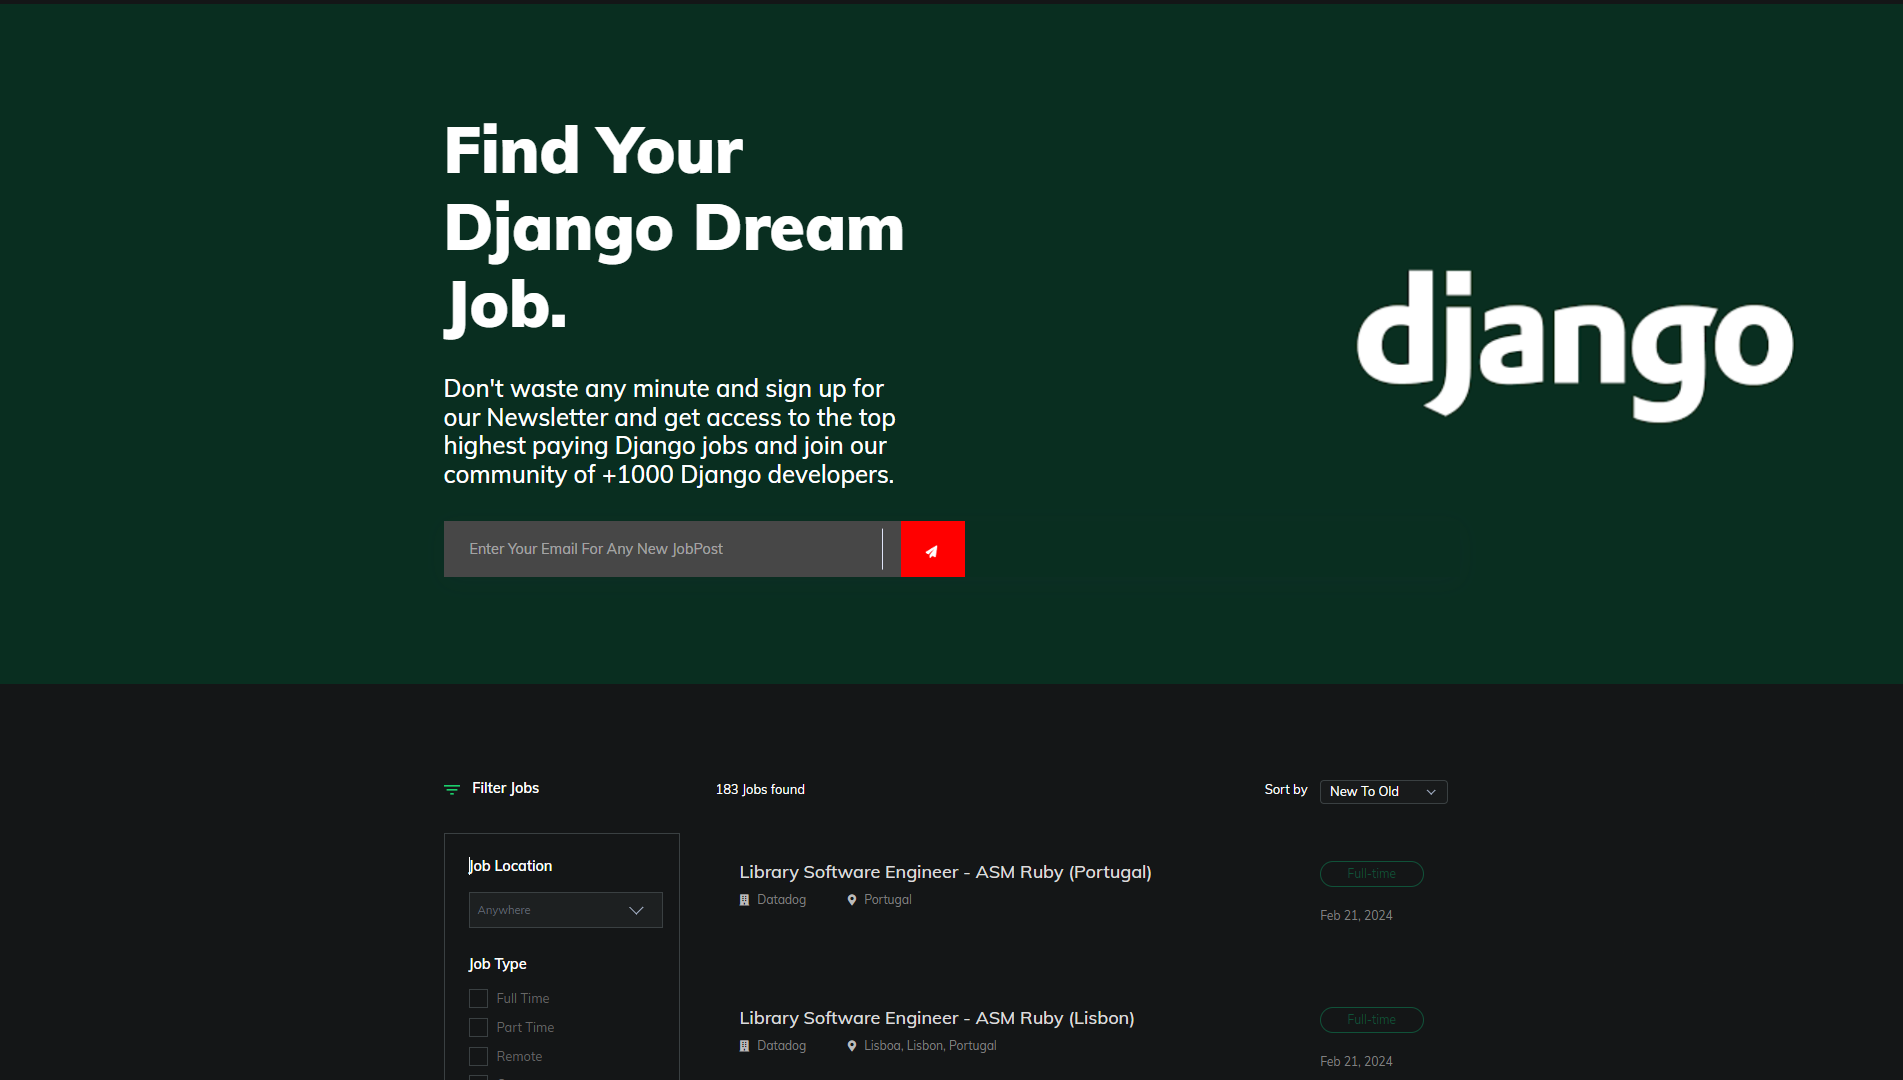 Find Your
Django Dream
Job.
django
Don't waste any minute and sign up for
our Newsletter and get access to the top
highest paying Django jobs and join our
community of +1000 Django developers.
Enter Your Email For Any New JobPost
Filter Jobs
183 Jobs found
Sort by
New To Old
Job Location
Anywhere
Job Type
Full Time
Part Time
Remote
Library Software Engineer - ASM Ruby (Portugal)
Datadog
Portugal
Full-time
Feb 21, 2024
Library Software Engineer - ASM Ruby (Lisbon)
Datadog
Lisboa, Lisbon, Portugal
Full-time
Feb 21, 2024